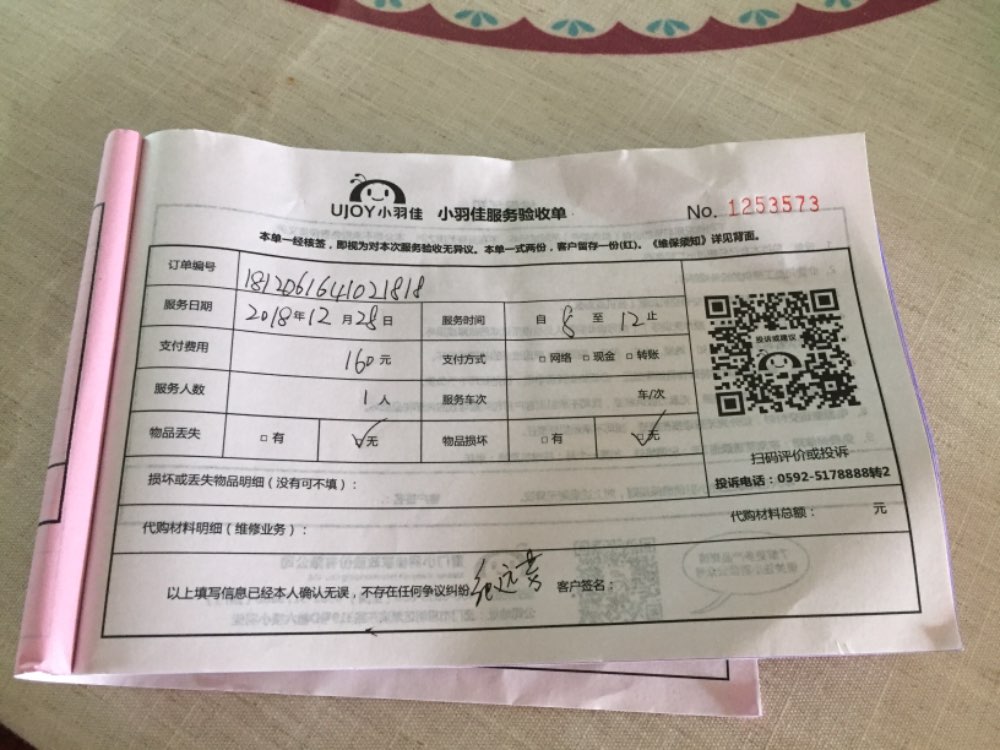 UJOY小羽佳 小羽佳服务验收单 No. 1253573
本单一经核签，即视为对本次服务验收无异议。本单一式两份，客户留存一份(红)、《维保须知》详见背面。
订单编号 1812061641021818
服务日期 2018年12月28日 服务时间 自 8 至 12 止
支付费用 160元 支付方式 □网络 □现金 □转账
服务人数 1人 服务车次 车/次
物品丢失 □有 ☑无 物品损坏 □有 ☑无
投诉或建议
扫码评价或投诉
投诉电话：0592-5178888转2
损坏或丢失物品明细（没有可不填）：
代购材料明细（维修业务）： 代购材料总额： 元
以上填写信息已经本人确认无误，不存在任何争议纠纷 客户签名：